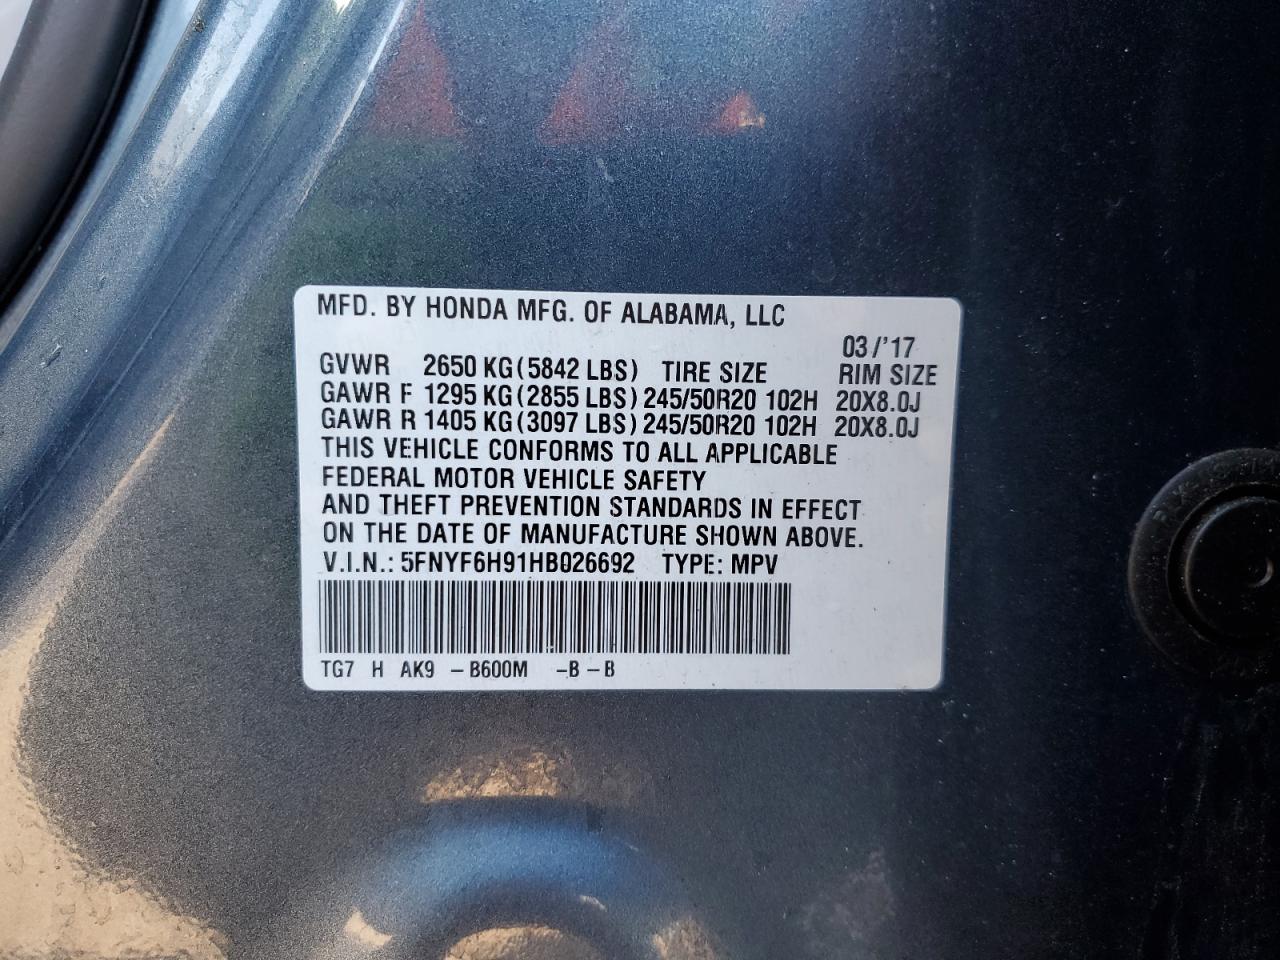 MFD. BY HONDA MFG. OF ALABAMA, LLC
03/'17
GVWR 2650 KG(5842 LBS) TIRE SIZE RIM SIZE
GAWR F 1295 KG(2855 LBS)245/50R20 102H 20X8.0J
GAWR R 1405 KG(3097 LBS)245/50R20 102H 20X8.0J
THIS VEHICLE CONFORMS TO ALL APPLICABLE
FEDERAL MOTOR VEHICLE SAFETY
AND THEFT PREVENTION STANDARDS IN EFFECT
ON THE DATE OF MANUFACTURE SHOWN ABOVE.
V.I.N.: 5FNYF6H91HB026692 TYPE: MPV
TG7 H AK9 -B600M -B-B